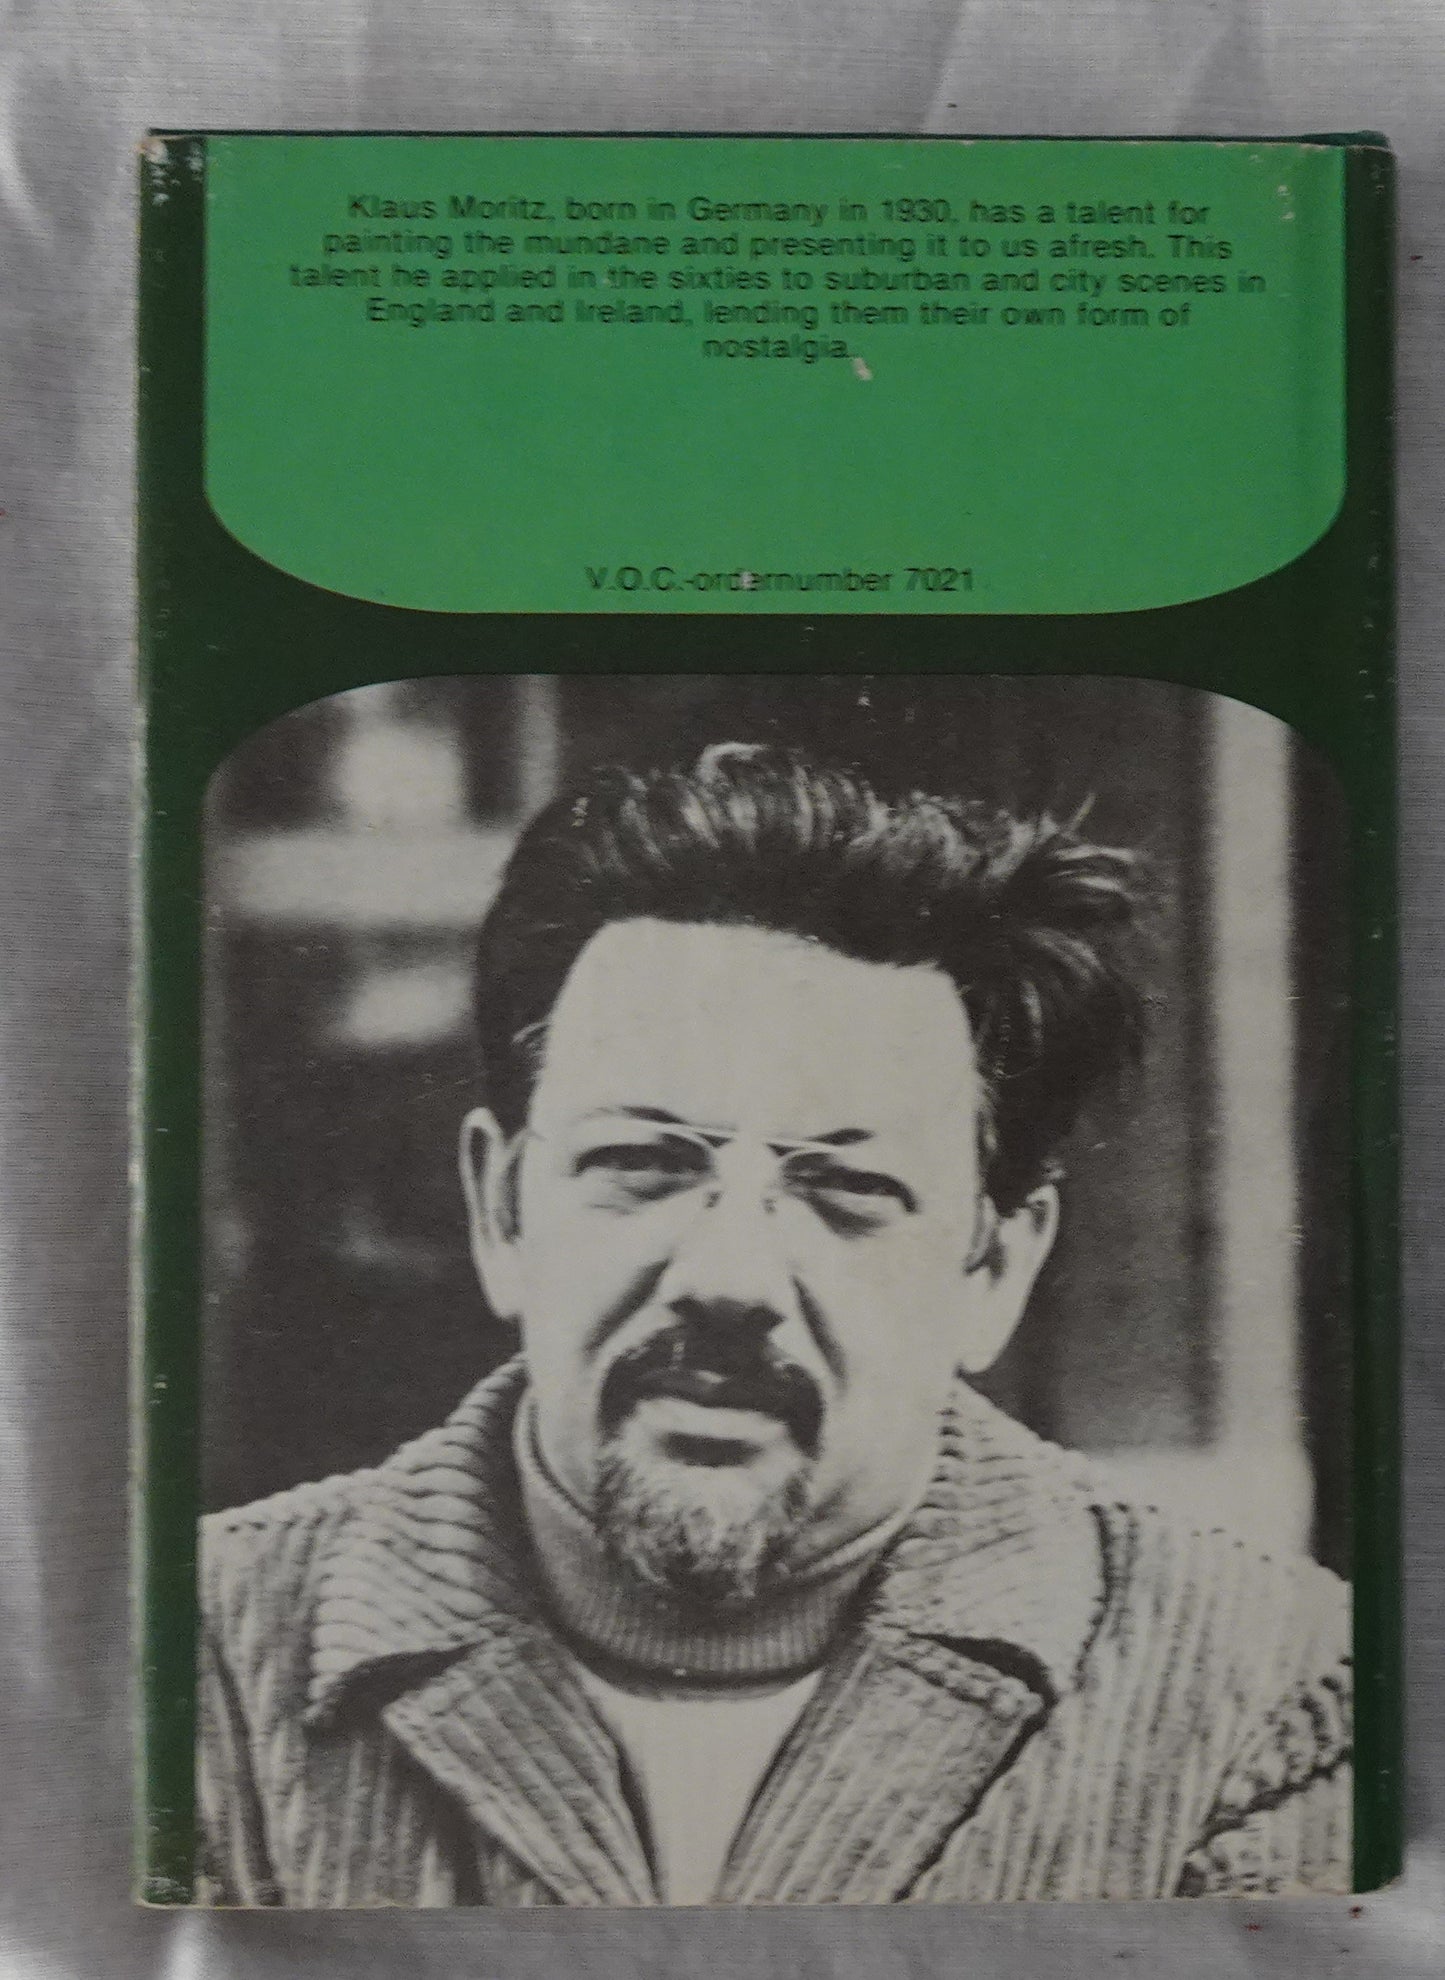 Klaus Moritz, born in Germany in 1930, has a talent for
painting the mundane and presenting it to us afresh. This
talent he applied in the sixties to suburban and city scenes in
England and Ireland, lending them their own form of
nostalgia.
V.O.C.-ordernumber 7021